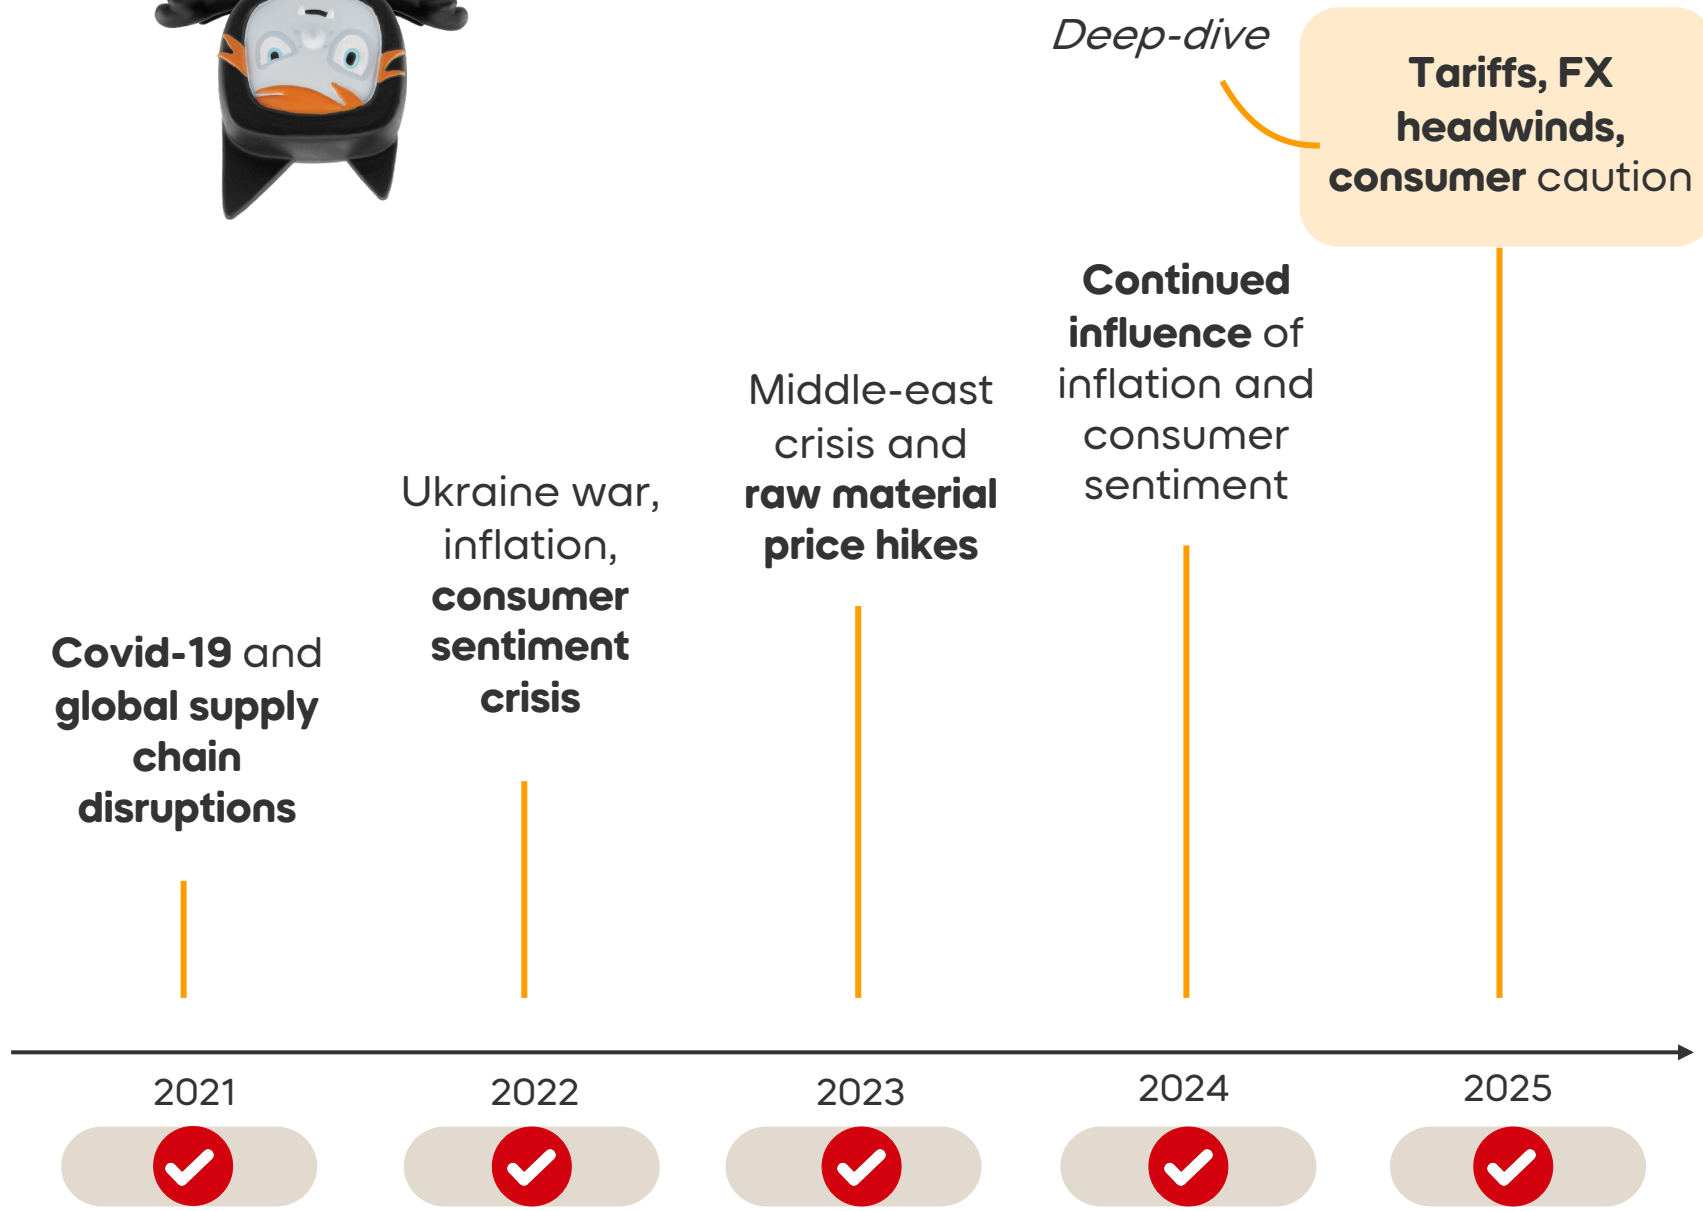 Deep-dive
Tariffs, FX
headwinds,
consumer caution
Continued
influence of
inflation and
consumer
sentiment
Middle-east
crisis and
raw material
price hikes
Ukraine war,
inflation,
consumer
sentiment
crisis
Covid-19 and
global supply
chain
disruptions
2021
2022
2023
2024
2025